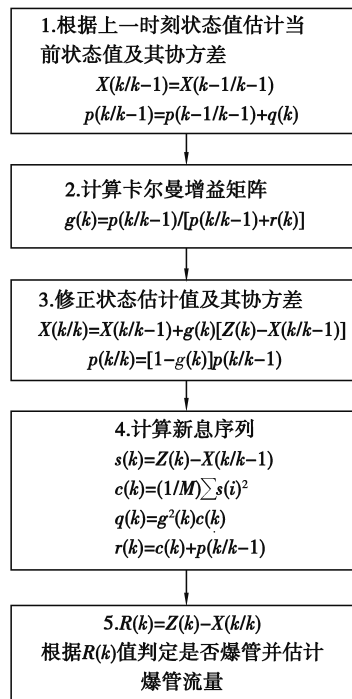 1.根据上一时刻状态值估计当
前状态值及其协方差
X(k/k-1)=X(k-1/k-1)
p(k/k-1)=p(k-1/k-1)+q(k)
2.计算卡尔曼增益矩阵
g(k)=p(k/k-1)/[p(k/k-1)+r(k)]
3.修正状态估计值及其协方差
X(k/k)=X(k/k-1)+g(k)[Z(k)-X(k/k-1)]
p(k/k)=[1-g(k)]p(k/k-1)
4.计算新息序列
s(k)=Z(k)-X(k/k-1)
c(k)=(1/M)∑s(i)²
q(k)=g²(k)c(k)
r(k)=c(k)+p(k/k-1)
5.R(k)=Z(k)-X(k/k)
根据R(k)值判定是否爆管并估计
爆管流量